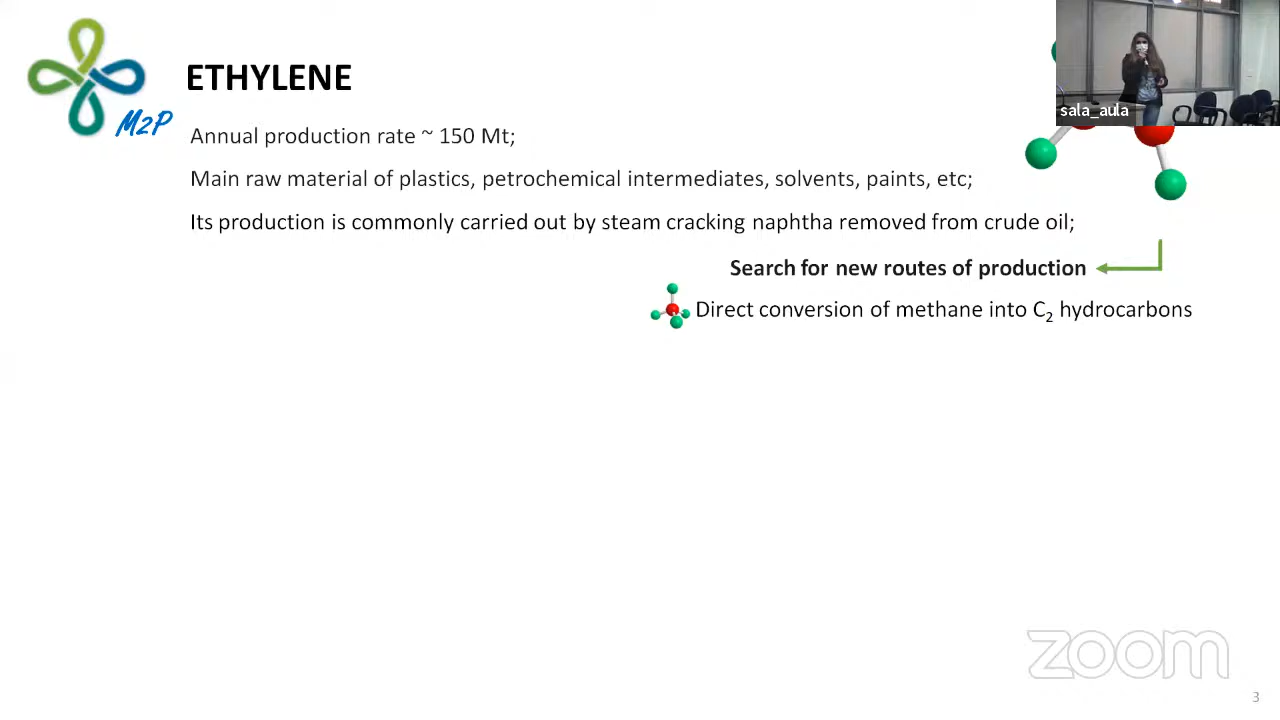 ETHYLENE
M2P
sala_aula
Annual production rate ~ 150 Mt;
Main raw material of plastics, petrochemical intermediates, solvents, paints, etc;
Its production is commonly carried out by steam cracking naphtha removed from crude oil;
Search for new routes of production
Direct conversion of methane into C₂ hydrocarbons
zoom
3